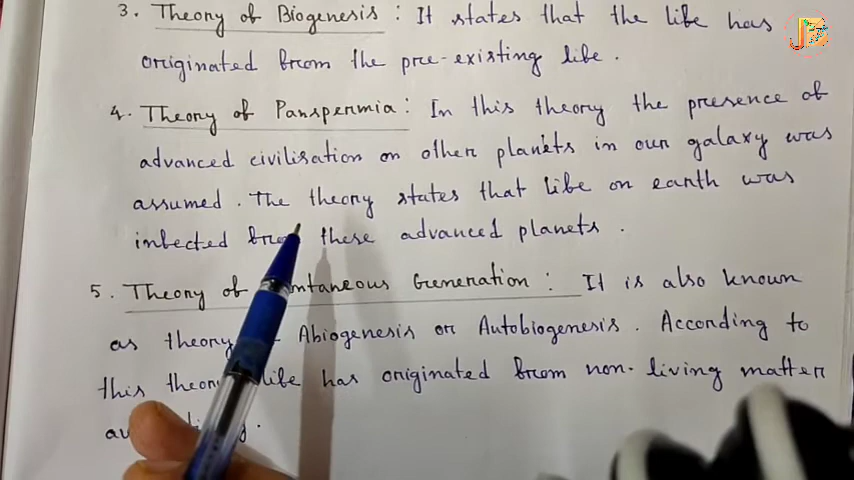 3. Theory of Biogenesis : It states that the life has
originated from the pre-existing life.
4. Theory of Panspermia: In this theory the presence of
advanced civilisation on other planets in our galaxy was
assumed. The theory states that life on earth was
infected from these advanced planets.
5. Theory of Generation : It is also known
as theory Abiogenesis or Autobiogenesis. According to
this theory life has originated from non-living matter